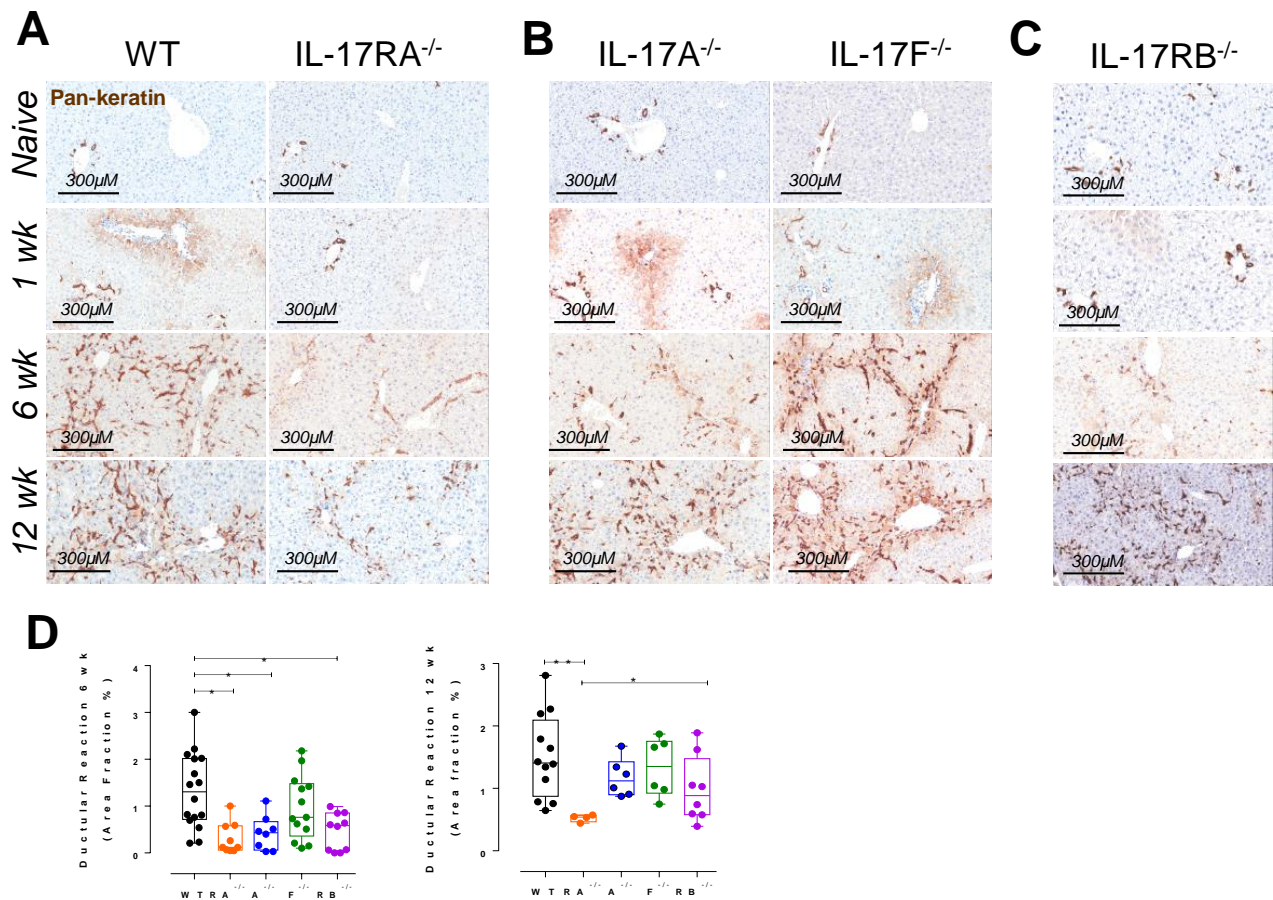 A
WT
IL-17RA-/-
B
IL-17A-/-
IL-17F-/-
C
IL-17RB-/-
Naive
Pan-keratin
300μM
300μM
300μM
300μM
300μM
1 wk
300μM
300μM
300μM
300μM
300μM
6 wk
300μM
300μM
300μM
300μM
300μM
12 wk
300μM
300μM
300μM
300μM
300μM
D
Ductular Reaction 6 wk
(Area Fraction %)
4
3
2
1
0
*
*
*
WT RA-/- A-/- F-/- RB-/-
Ductular Reaction 12 wk
(Area fraction %)
3
2
1
0
**
*
WT RA-/- A-/- F-/- RB-/-